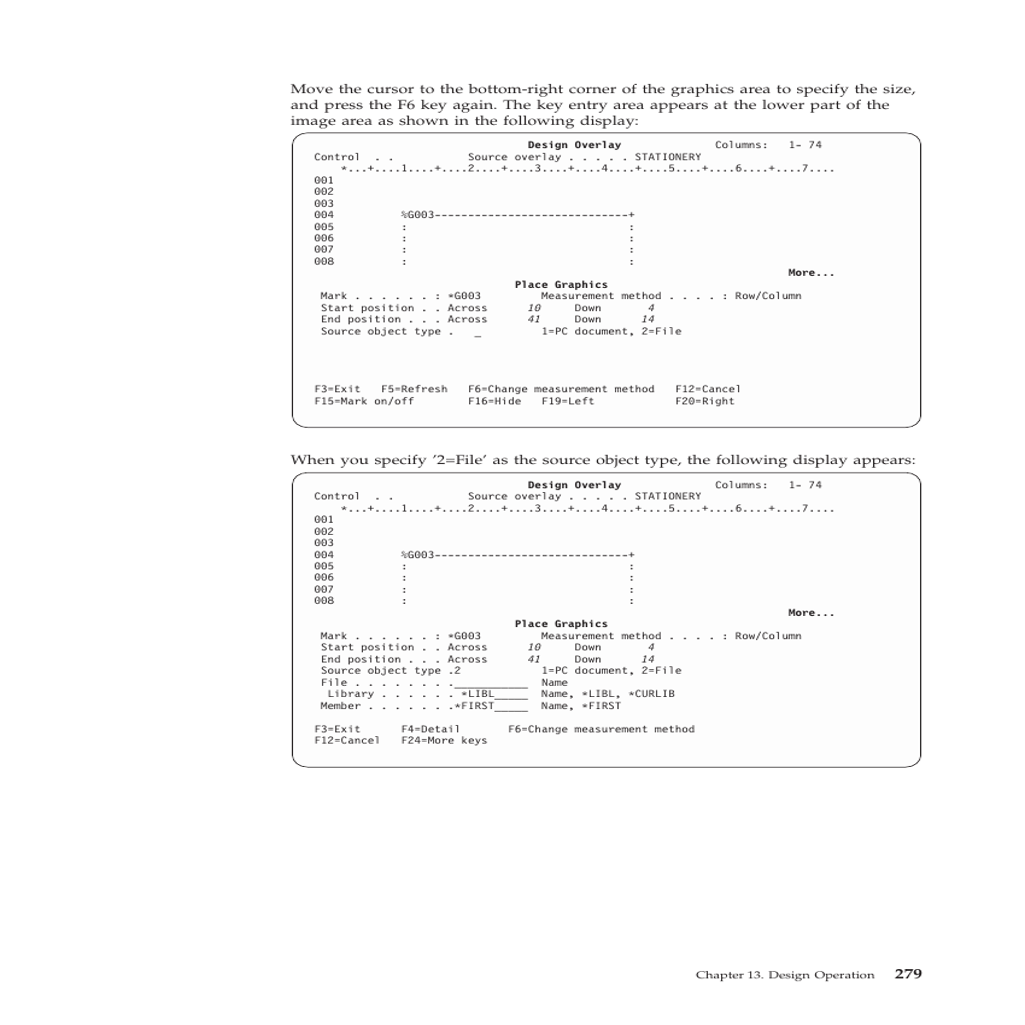 Move the cursor to the bottom-right corner of the graphics area to specify the size,
and press the F6 key again. The key entry area appears at the lower part of the
image area as shown in the following display:
Design Overlay Columns: 1- 74
Control . . Source overlay . . . . . STATIONERY
*...+....1....+....2....+....3....+....4....+....5....+....6....+....7....
001
002
003
004 %G003-----------------------------+
005 : :
006 : :
007 : :
008 : :
More...
Place Graphics
Mark . . . . . . : *G003 Measurement method . . . . : Row/Column
Start position . . Across 10 Down 4
End position . . . Across 41 Down 14
Source object type . _ 1=PC document, 2=File
F3=Exit F5=Refresh F6=Change measurement method F12=Cancel
F15=Mark on/off F16=Hide F19=Left F20=Right
When you specify '2=File' as the source object type, the following display appears:
Design Overlay Columns: 1- 74
Control . . Source overlay . . . . . STATIONERY
*...+....1....+....2....+....3....+....4....+....5....+....6....+....7....
001
002
003
004 %G003-----------------------------+
005 : :
006 : :
007 : :
008 : :
More...
Place Graphics
Mark . . . . . . : *G003 Measurement method . . . . : Row/Column
Start position . . Across 10 Down 4
End position . . . Across 41 Down 14
Source object type .2 1=PC document, 2=File
File . . . . . . . .___________ Name
Library . . . . . . *LIBL_____ Name, *LIBL, *CURLIB
Member . . . . . . .*FIRST_____ Name, *FIRST
F3=Exit F4=Detail F6=Change measurement method
F12=Cancel F24=More keys
Chapter 13. Design Operation 279